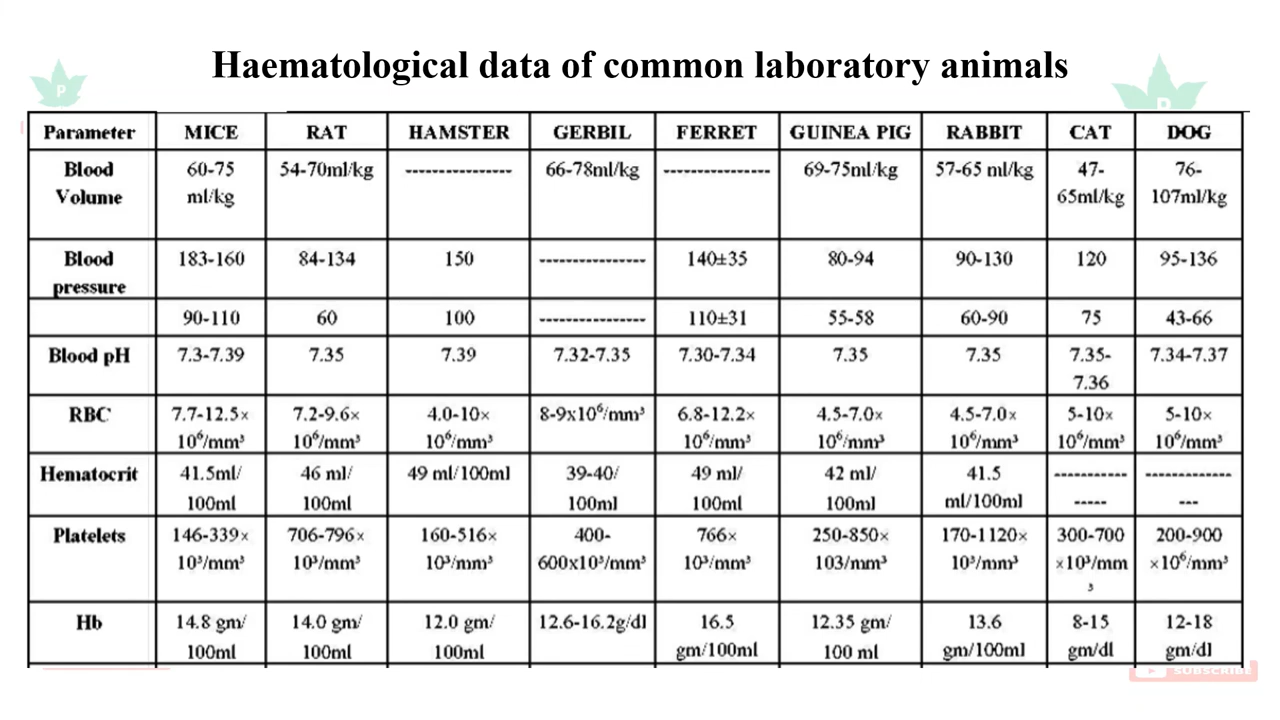 Haematological data of common laboratory animals
P
P
Parameter MICE RAT HAMSTER GERBIL FERRET GUINEA PIG RABBIT CAT DOG
Blood 60-75 54-70ml/kg ---------------- 66-78ml/kg ---------------- 69-75ml/kg 57-65 ml/kg 47- 76-
Volume ml/kg 65ml/kg 107ml/kg
Blood 183-160 84-134 150 ---------------- 140±35 80-94 90-130 120 95-136
pressure
90-110 60 100 ---------------- 110±31 55-58 60-90 75 43-66
Blood pH 7.3-7.39 7.35 7.39 7.32-7.35 7.30-7.34 7.35 7.35 7.35- 7.34-7.37
7.36
RBC 7.7-12.5× 7.2-9.6× 4.0-10× 8-9x10⁶/mm³ 6.8-12.2× 4.5-7.0× 4.5-7.0× 5-10× 5-10×
10⁶/mm³ 10⁶/mm³ 10⁶/mm³ 10⁶/mm³ 10⁶/mm³ 10⁶/mm³ 10⁶/mm³ 10⁶/mm³
Hematocrit 41.5ml/ 46 ml/ 49 ml/100ml 39-40/ 49 ml/ 42 ml/ 41.5 ----------- -------------
100ml 100ml 100ml 100ml 100ml ml/100ml ----- ---
Platelets 146-339× 706-796× 160-516× 400- 766× 250-850× 170-1120× 300-700 200-900
10³/mm³ 10³/mm³ 10³/mm³ 600x10³/mm³ 10³/mm³ 103/mm³ 10³/mm³ ×10³/mm ×10⁶/mm³
³
Hb 14.8 gm/ 14.0 gm/ 12.0 gm/ 12.6-16.2g/dl 16.5 12.35 gm/ 13.6 8-15 12-18
100ml 100ml 100ml gm/100ml 100 ml gm/100ml gm/dl gm/dl
SUBSCRIBE